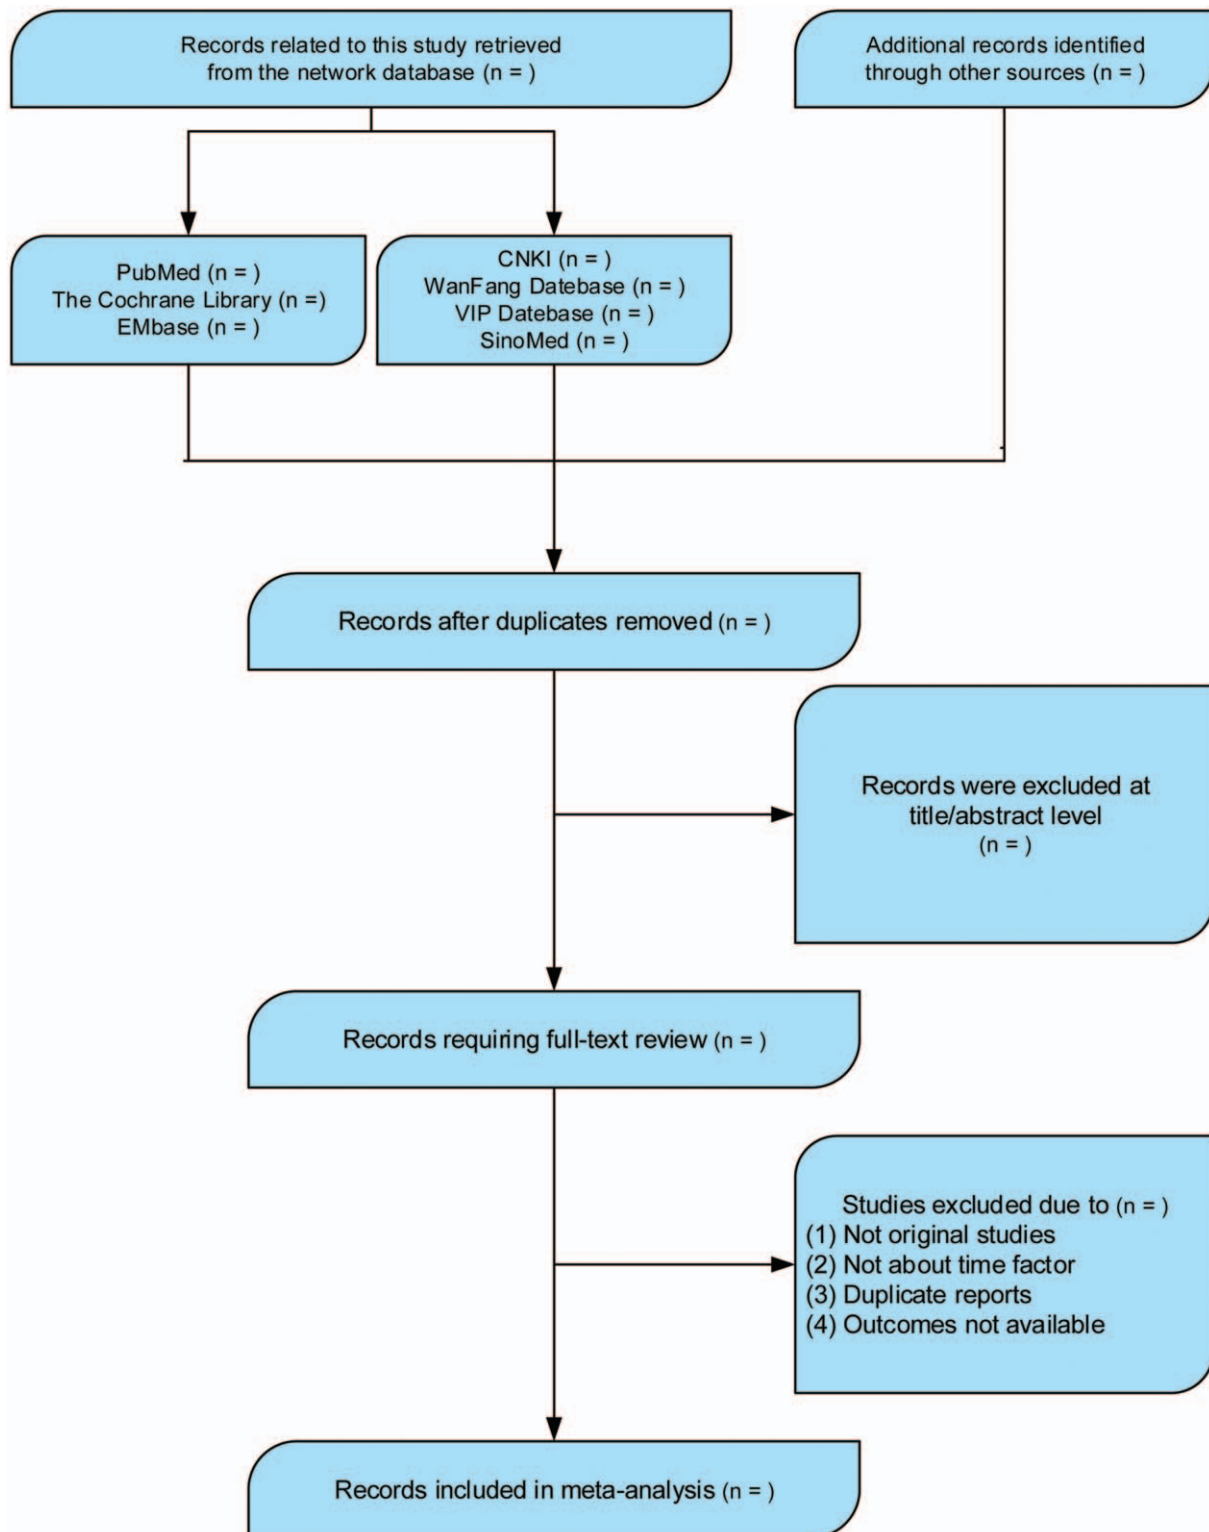 Records related to this study retrieved
from the network database (n = )
Additional records identified
through other sources (n = )
PubMed (n = )
The Cochrane Library (n =)
EMbase (n = )
CNKI (n = )
WanFang Datebase (n = )
VIP Datebase (n = )
SinoMed (n = )
Records after duplicates removed (n = )
Records were excluded at
title/abstract level
(n = )
Records requiring full-text review (n = )
Studies excluded due to (n = )
(1) Not original studies
(2) Not about time factor
(3) Duplicate reports
(4) Outcomes not available
Records included in meta-analysis (n = )